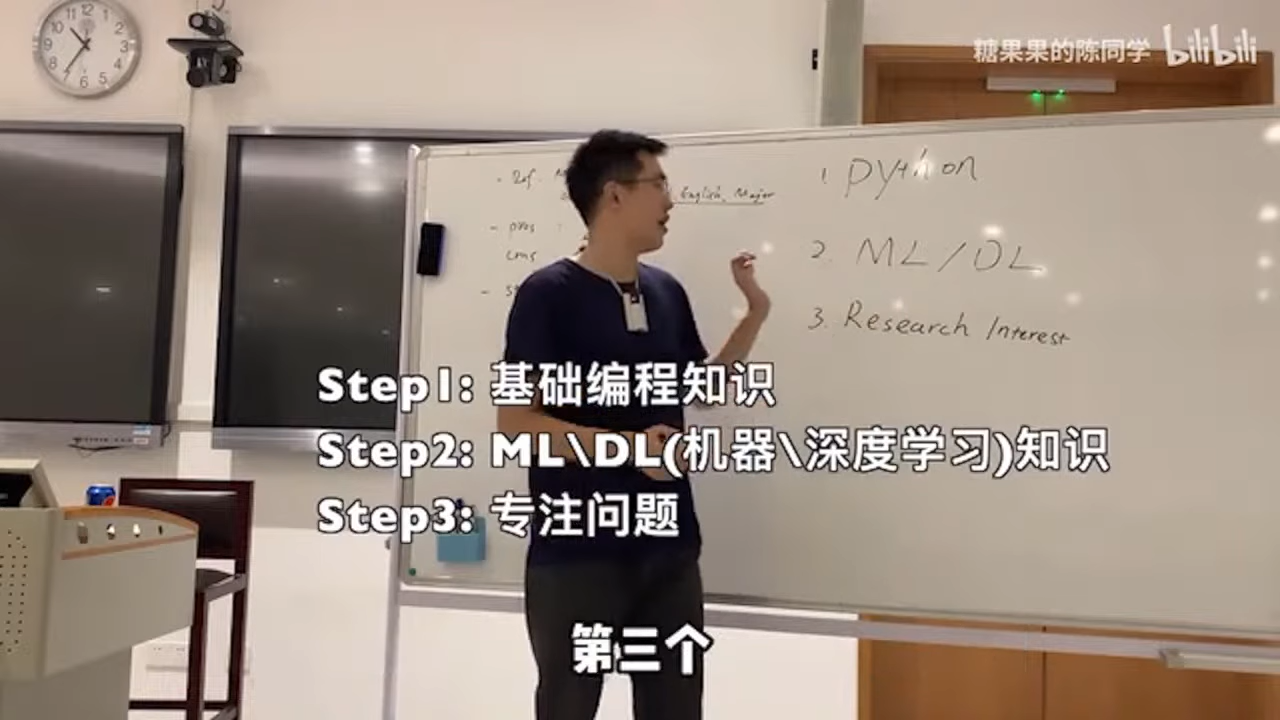 糖果果的陈同学 bilibili
12
1. Python
English, Major
2. ML/DL
3. Research Interest
Step1: 基础编程知识
Step2: ML\DL(机器\深度学习)知识
Step3: 专注问题
第三个